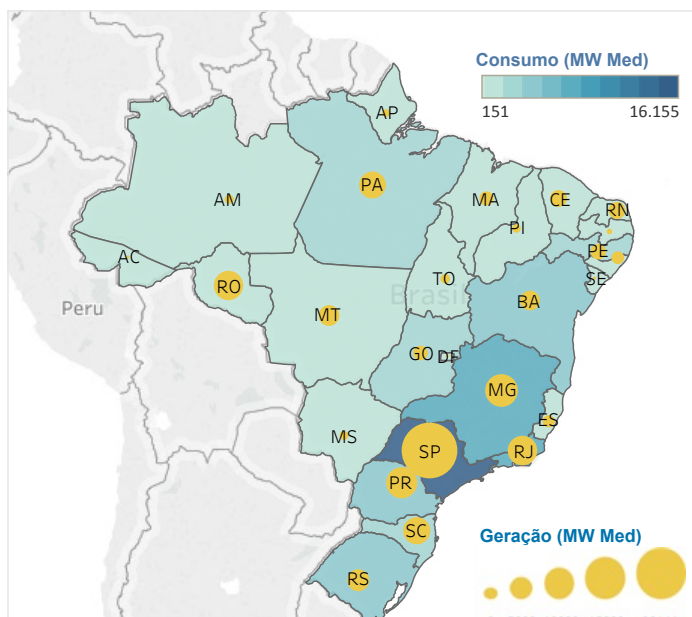 Consumo (MW Med)
151
16.155
AP
AM
PA
MA
CE
RN
PI
PE
AC
RO
TO
SE
Peru
Brasil
MT
BA
GO
DF
MG
ES
MS
SP
RJ
PR
SC
RS
Geração (MW Med)